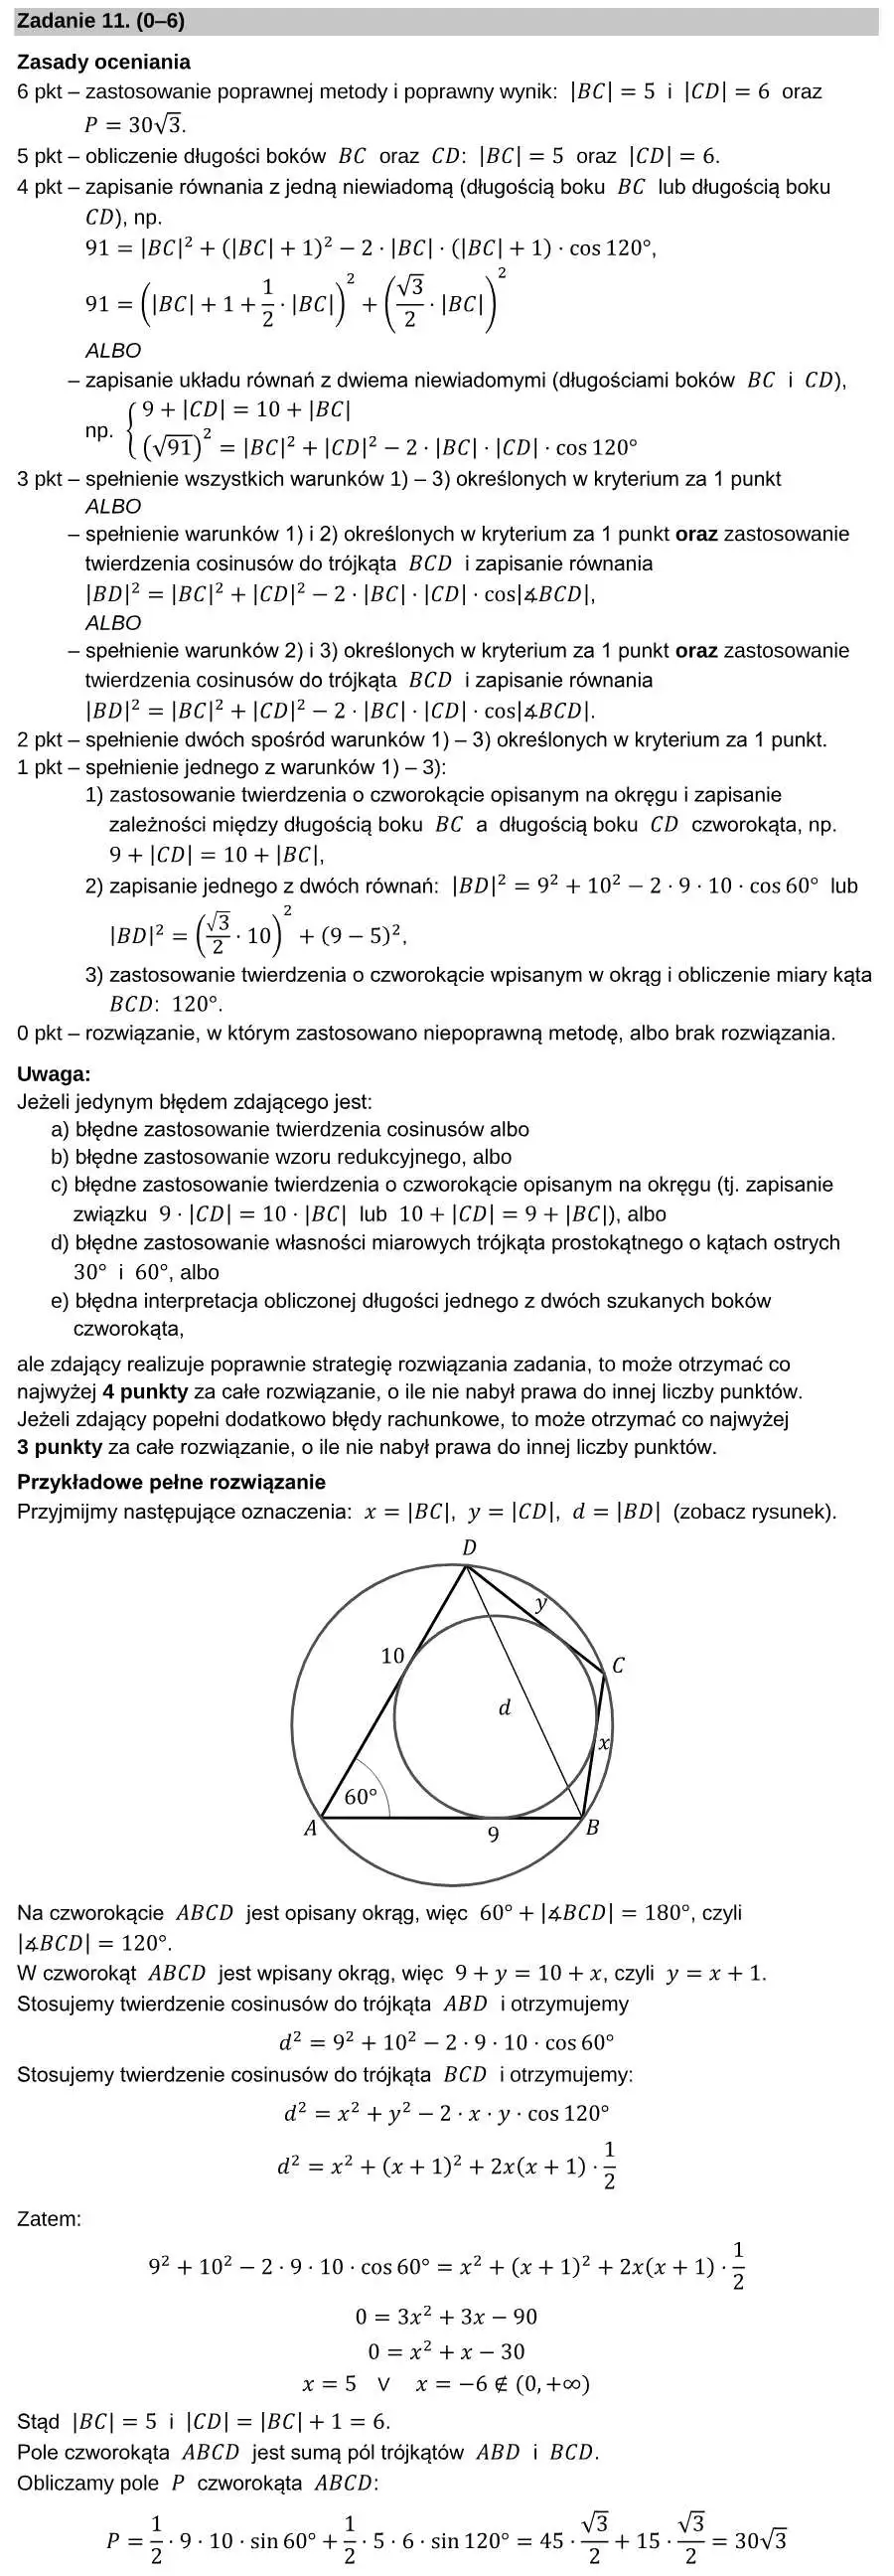 Zadanie 11. (0–6)
Zasady oceniania
6 pkt – zastosowanie poprawnej metody i poprawny wynik: |BC| = 5 i |CD| = 6 oraz
P = 30√3.
5 pkt – obliczenie długości boków BC oraz CD: |BC| = 5 oraz |CD| = 6.
4 pkt – zapisanie równania z jedną niewiadomą (długością boku BC lub długością boku
CD), np.
91 = |BC|² + (|BC| + 1)² − 2 · |BC| · (|BC| + 1) · cos 120°,
91 = (|BC| + 1 + 1/2 · |BC|)² + (√3/2 · |BC|)²
ALBO
– zapisanie układu równań z dwiema niewiadomymi (długościami boków BC i CD),
np. { 9 + |CD| = 10 + |BC|
(√91)² = |BC|² + |CD|² − 2 · |BC| · |CD| · cos 120°
3 pkt – spełnienie wszystkich warunków 1) – 3) określonych w kryterium za 1 punkt
ALBO
– spełnienie warunków 1) i 2) określonych w kryterium za 1 punkt oraz zastosowanie
twierdzenia cosinusów do trójkąta BCD i zapisanie równania
|BD|² = |BC|² + |CD|² − 2 · |BC| · |CD| · cos|∡BCD|,
ALBO
– spełnienie warunków 2) i 3) określonych w kryterium za 1 punkt oraz zastosowanie
twierdzenia cosinusów do trójkąta BCD i zapisanie równania
|BD|² = |BC|² + |CD|² − 2 · |BC| · |CD| · cos|∡BCD|.
2 pkt – spełnienie dwóch spośród warunków 1) – 3) określonych w kryterium za 1 punkt.
1 pkt – spełnienie jednego z warunków 1) – 3):
1) zastosowanie twierdzenia o czworokącie opisanym na okręgu i zapisanie
zależności między długością boku BC a długością boku CD czworokąta, np.
9 + |CD| = 10 + |BC|,
2) zapisanie jednego z dwóch równań: |BD|² = 9² + 10² − 2 · 9 · 10 · cos 60° lub
|BD|² = (√3/2 · 10)² + (9 − 5)²,
3) zastosowanie twierdzenia o czworokącie wpisanym w okrąg i obliczenie miary kąta
BCD: 120°.
0 pkt – rozwiązanie, w którym zastosowano niepoprawną metodę, albo brak rozwiązania.
Uwaga:
Jeżeli jedynym błędem zdającego jest:
a) błędne zastosowanie twierdzenia cosinusów albo
b) błędne zastosowanie wzoru redukcyjnego, albo
c) błędne zastosowanie twierdzenia o czworokącie opisanym na okręgu (tj. zapisanie
związku 9 · |CD| = 10 · |BC| lub 10 + |CD| = 9 + |BC|), albo
d) błędne zastosowanie własności miarowych trójkąta prostokątnego o kątach ostrych
30° i 60°, albo
e) błędna interpretacja obliczonej długości jednego z dwóch szukanych boków
czworokąta,
ale zdający realizuje poprawnie strategię rozwiązania zadania, to może otrzymać co
najwyżej 4 punkty za całe rozwiązanie, o ile nie nabył prawa do innej liczby punktów.
Jeżeli zdający popełni dodatkowo błędy rachunkowe, to może otrzymać co najwyżej
3 punkty za całe rozwiązanie, o ile nie nabył prawa do innej liczby punktów.
Przykładowe pełne rozwiązanie
Przyjmijmy następujące oznaczenia: x = |BC|, y = |CD|, d = |BD| (zobacz rysunek).
D
y
10
C
d
x
60°
A
B
9
Na czworokącie ABCD jest opisany okrąg, więc 60° + |∡BCD| = 180°, czyli
|∡BCD| = 120°.
W czworokąt ABCD jest wpisany okrąg, więc 9 + y = 10 + x, czyli y = x + 1.
Stosujemy twierdzenie cosinusów do trójkąta ABD i otrzymujemy
d² = 9² + 10² − 2 · 9 · 10 · cos 60°
Stosujemy twierdzenie cosinusów do trójkąta BCD i otrzymujemy:
d² = x² + y² − 2 · x · y · cos 120°
d² = x² + (x + 1)² + 2x(x + 1) · 1/2
Zatem:
9² + 10² − 2 · 9 · 10 · cos 60° = x² + (x + 1)² + 2x(x + 1) · 1/2
0 = 3x² + 3x − 90
0 = x² + x − 30
x = 5 ∨ x = −6 ∉ (0, +∞)
Stąd |BC| = 5 i |CD| = |BC| + 1 = 6.
Pole czworokąta ABCD jest sumą pól trójkątów ABD i BCD.
Obliczamy pole P czworokąta ABCD:
P = 1/2 · 9 · 10 · sin 60° + 1/2 · 5 · 6 · sin 120° = 45 · √3/2 + 15 · √3/2 = 30√3